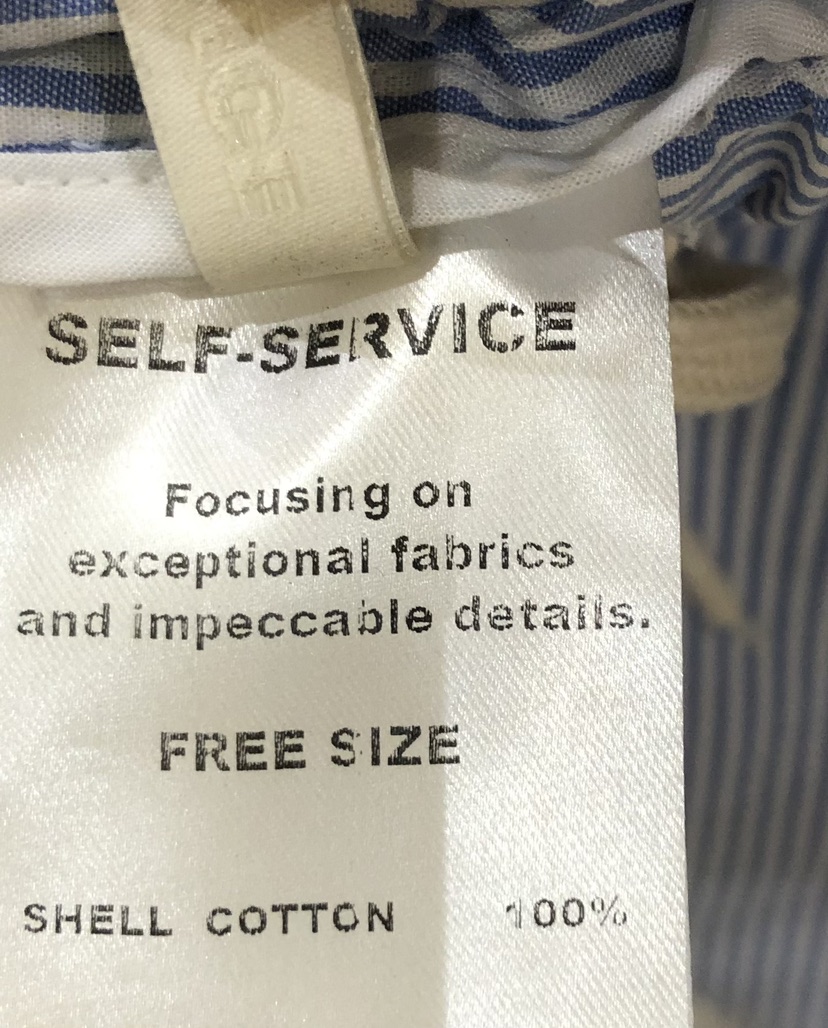 SELF-SERVICE
Focusing on
exceptional fabrics
and impeccable details.
FREE SIZE
SHELL COTTON 100%